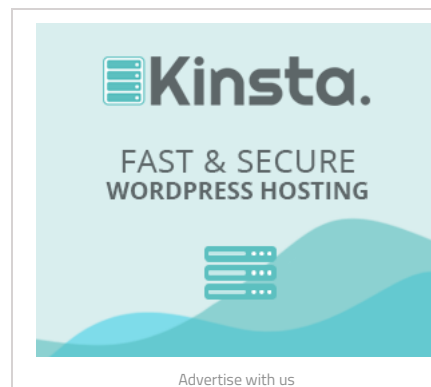 Kinsta.
FAST & SECURE
WORDPRESS HOSTING
Advertise with us